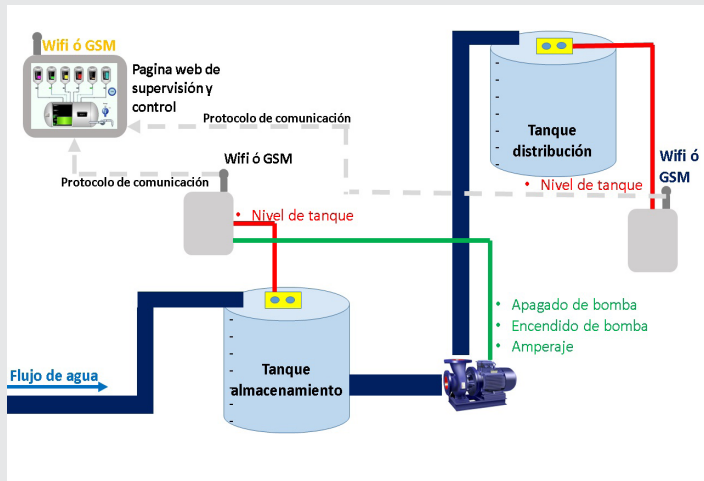 Wifi ó GSM
Pagina web de
supervisión y
control
Protocolo de comunicación
Wifi ó GSM
Protocolo de comunicación
• Nivel de tanque
Tanque
distribución
Wifi ó
GSM
• Nivel de tanque
• Apagado de bomba
• Encendido de bomba
• Amperaje
Flujo de agua
Tanque
almacenamiento